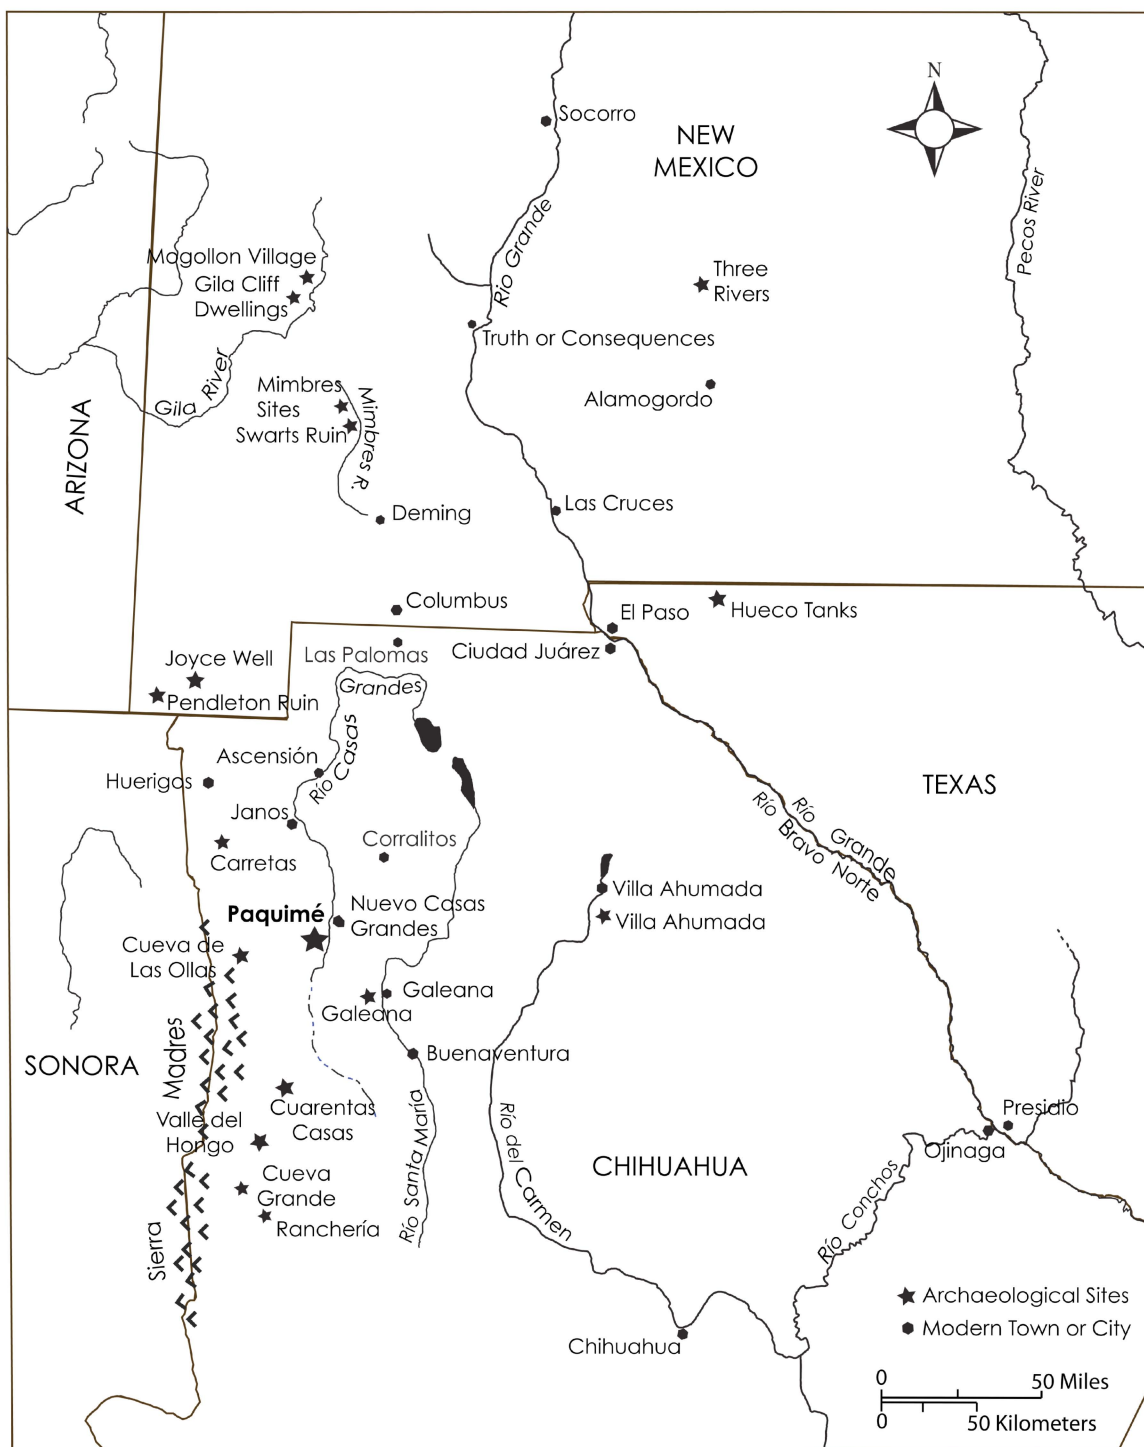 N
Socorro
NEW
MEXICO
Río Grande
Pecos River
Mogollon Village
Gila Cliff
Dwellings
Three
Rivers
Truth or Consequences
Gila River
Mimbres
Sites
Swarts Ruin
Mimbres R.
Alamogordo
ARIZONA
Deming
Las Cruces
Columbus
El Paso
Hueco Tanks
Las Palomas
Ciudad Juárez
Joyce Well
Pendleton Ruin
Grandes
Río Casas
Ascensión
Huerigos
Janos
TEXAS
Río Grande
Río Bravo Norte
Corralitos
Carretas
Villa Ahumada
Villa Ahumada
Paquimé
Nuevo Casas
Grandes
Cueva de
Las Ollas
Galeana
Galeana
Buenaventura
SONORA
Madres
Sierra
Cuarentas
Casas
Valle del
Hongo
Cueva
Grande
Ranchería
Río Santa María
Río del Carmen
CHIHUAHUA
Presidio
Ojinaga
Río Conchos
Chihuahua
Archaeological Sites
Modern Town or City
0 50 Miles
0 50 Kilometers